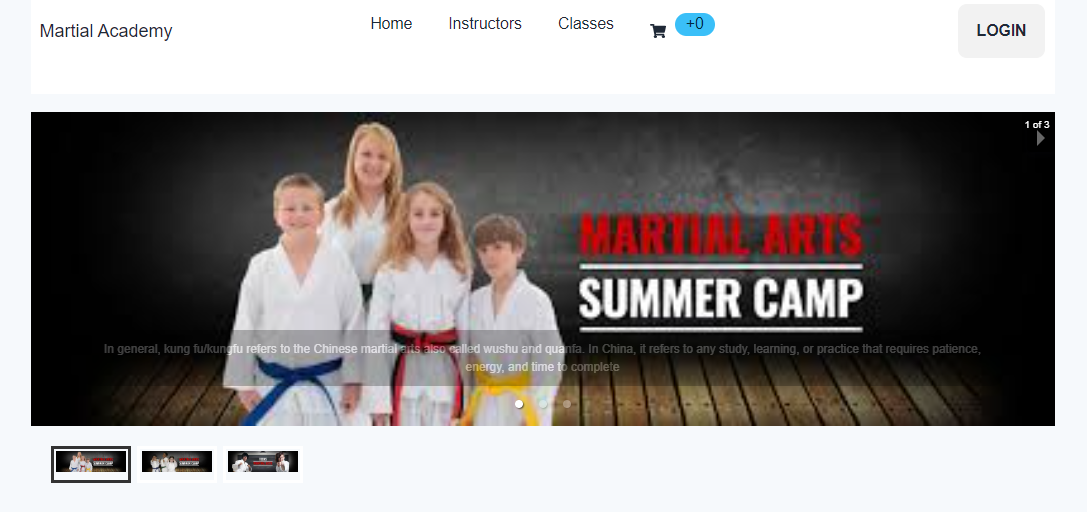 Martial Academy
Home
Instructors
Classes
+0
LOGIN
1 of 3
MARTIAL ARTS
SUMMER CAMP
In general, kung fu/kungfu refers to the Chinese martial arts also called wushu and quanfa. In China, it refers to any study, learning, or practice that requires patience,
energy, and time to complete